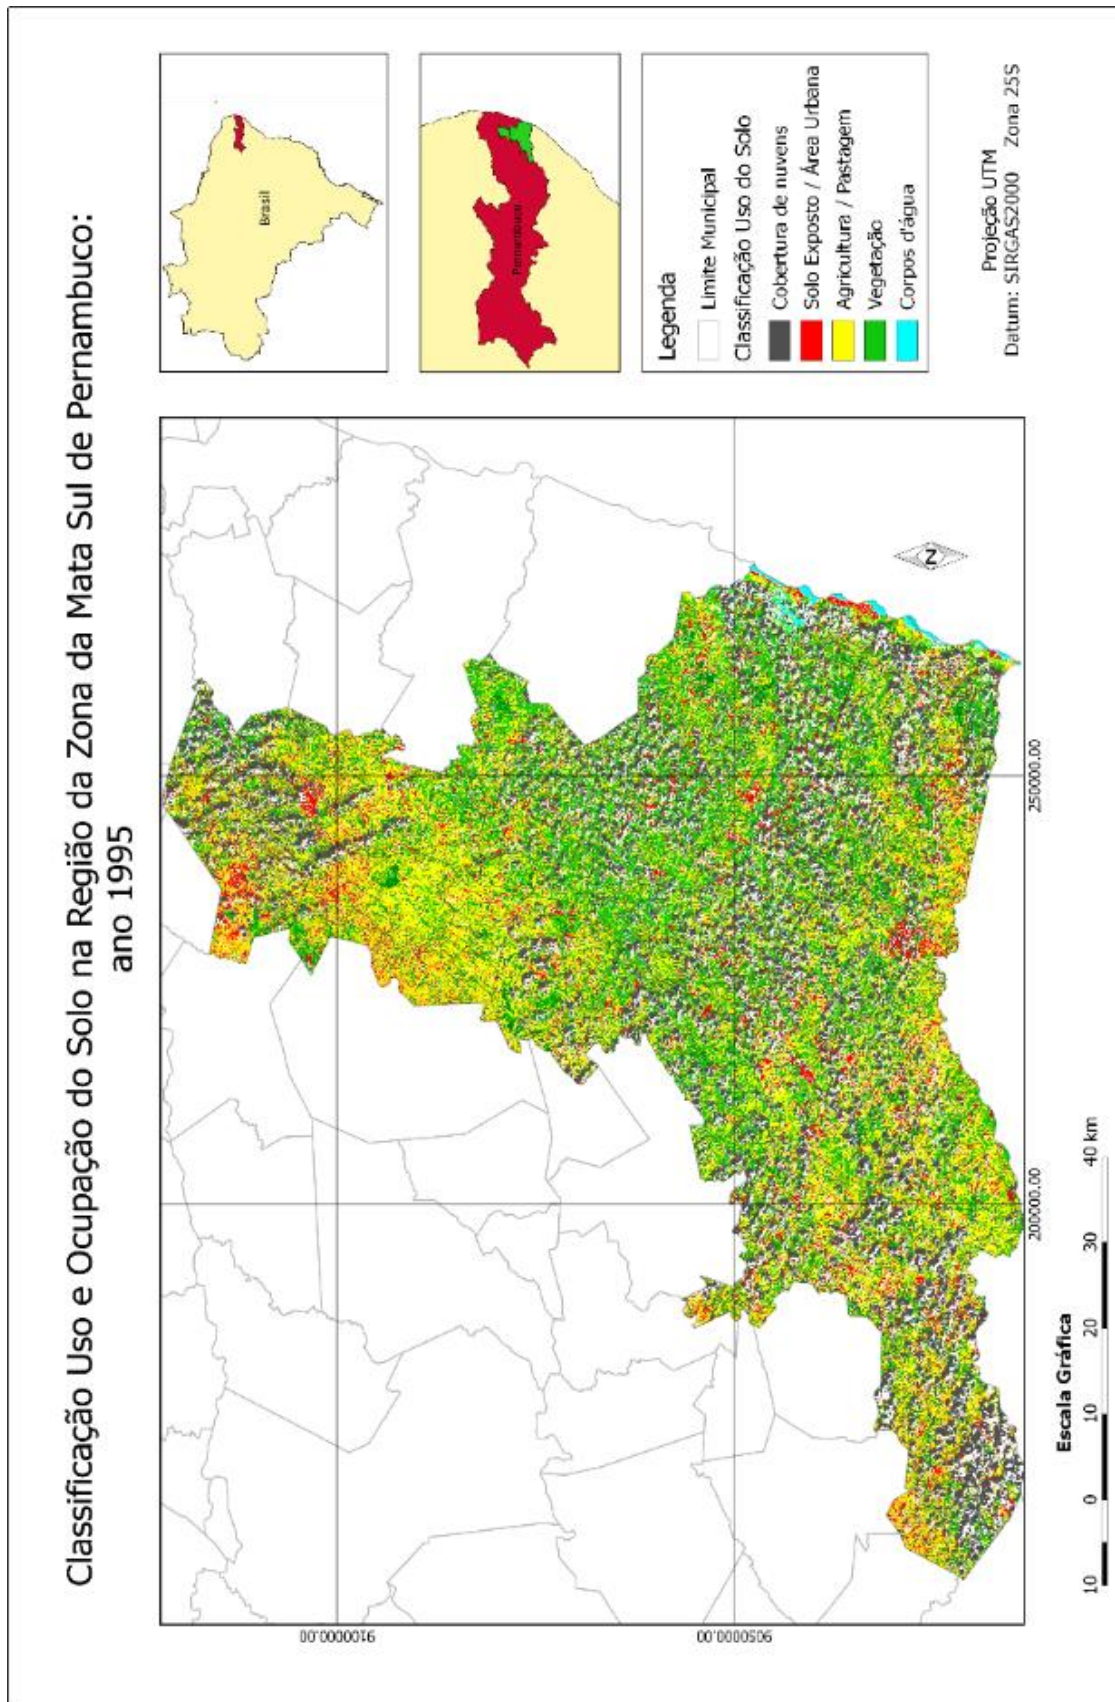 Classificação Uso e Ocupação do Solo na Região da Zona da Mata Sul de Pernambuco:
ano 1995
9100000.00
9050000.00
200000.00
250000.00
N
Escala Gráfica
10 0 10 20 30 40 km
Brasil
Pernambuco
Legenda
Limite Municipal
Classificação Uso do Solo
Cobertura de nuvens
Solo Exposto / Área Urbana
Agricultura / Pastagem
Vegetação
Corpos d'água
Projeção UTM
Datum: SIRGAS2000 Zona 25S